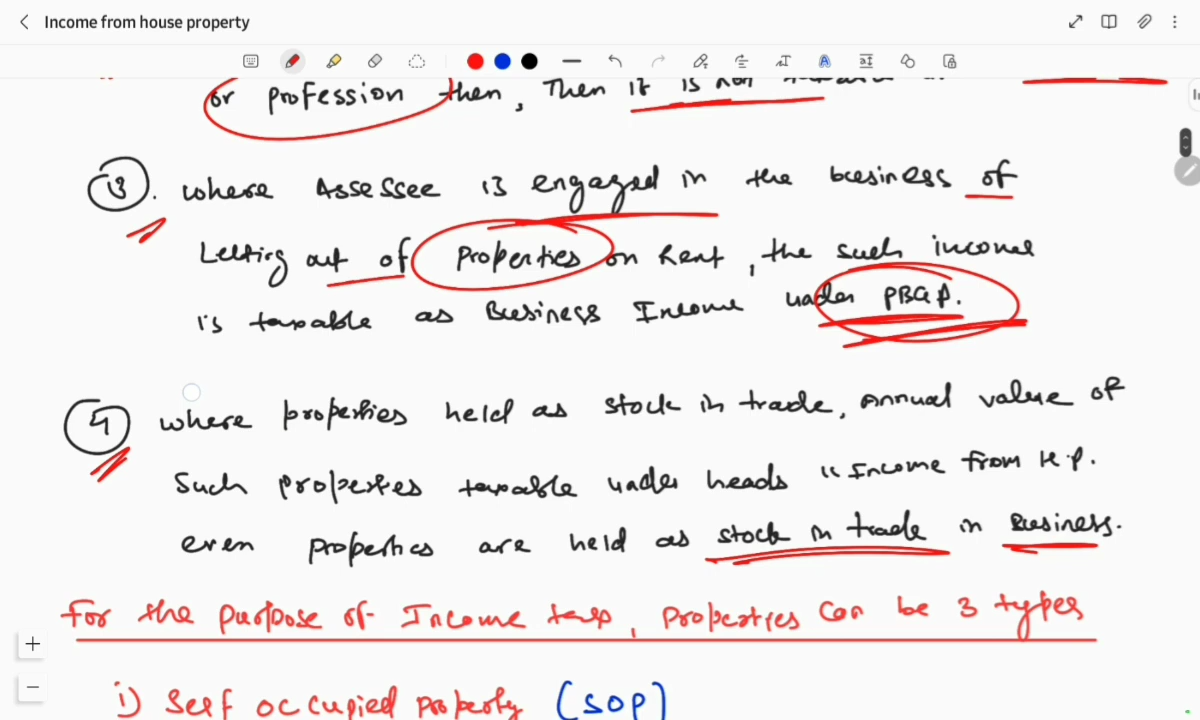 Income from house property
or profession then, Then it is not
③. where Assessee is engaged in the business of
Letting out of properties on Rent, the such income
is taxable as Business Income under PBGP.
④ where properties held as stock in trade, Annual value of
Such properties taxable under heads "Income from H.P.
even properties are held as stock in trade in Business.
For the purpose of Income tax, Properties can be 3 types
i) Self occupied property (SOP)